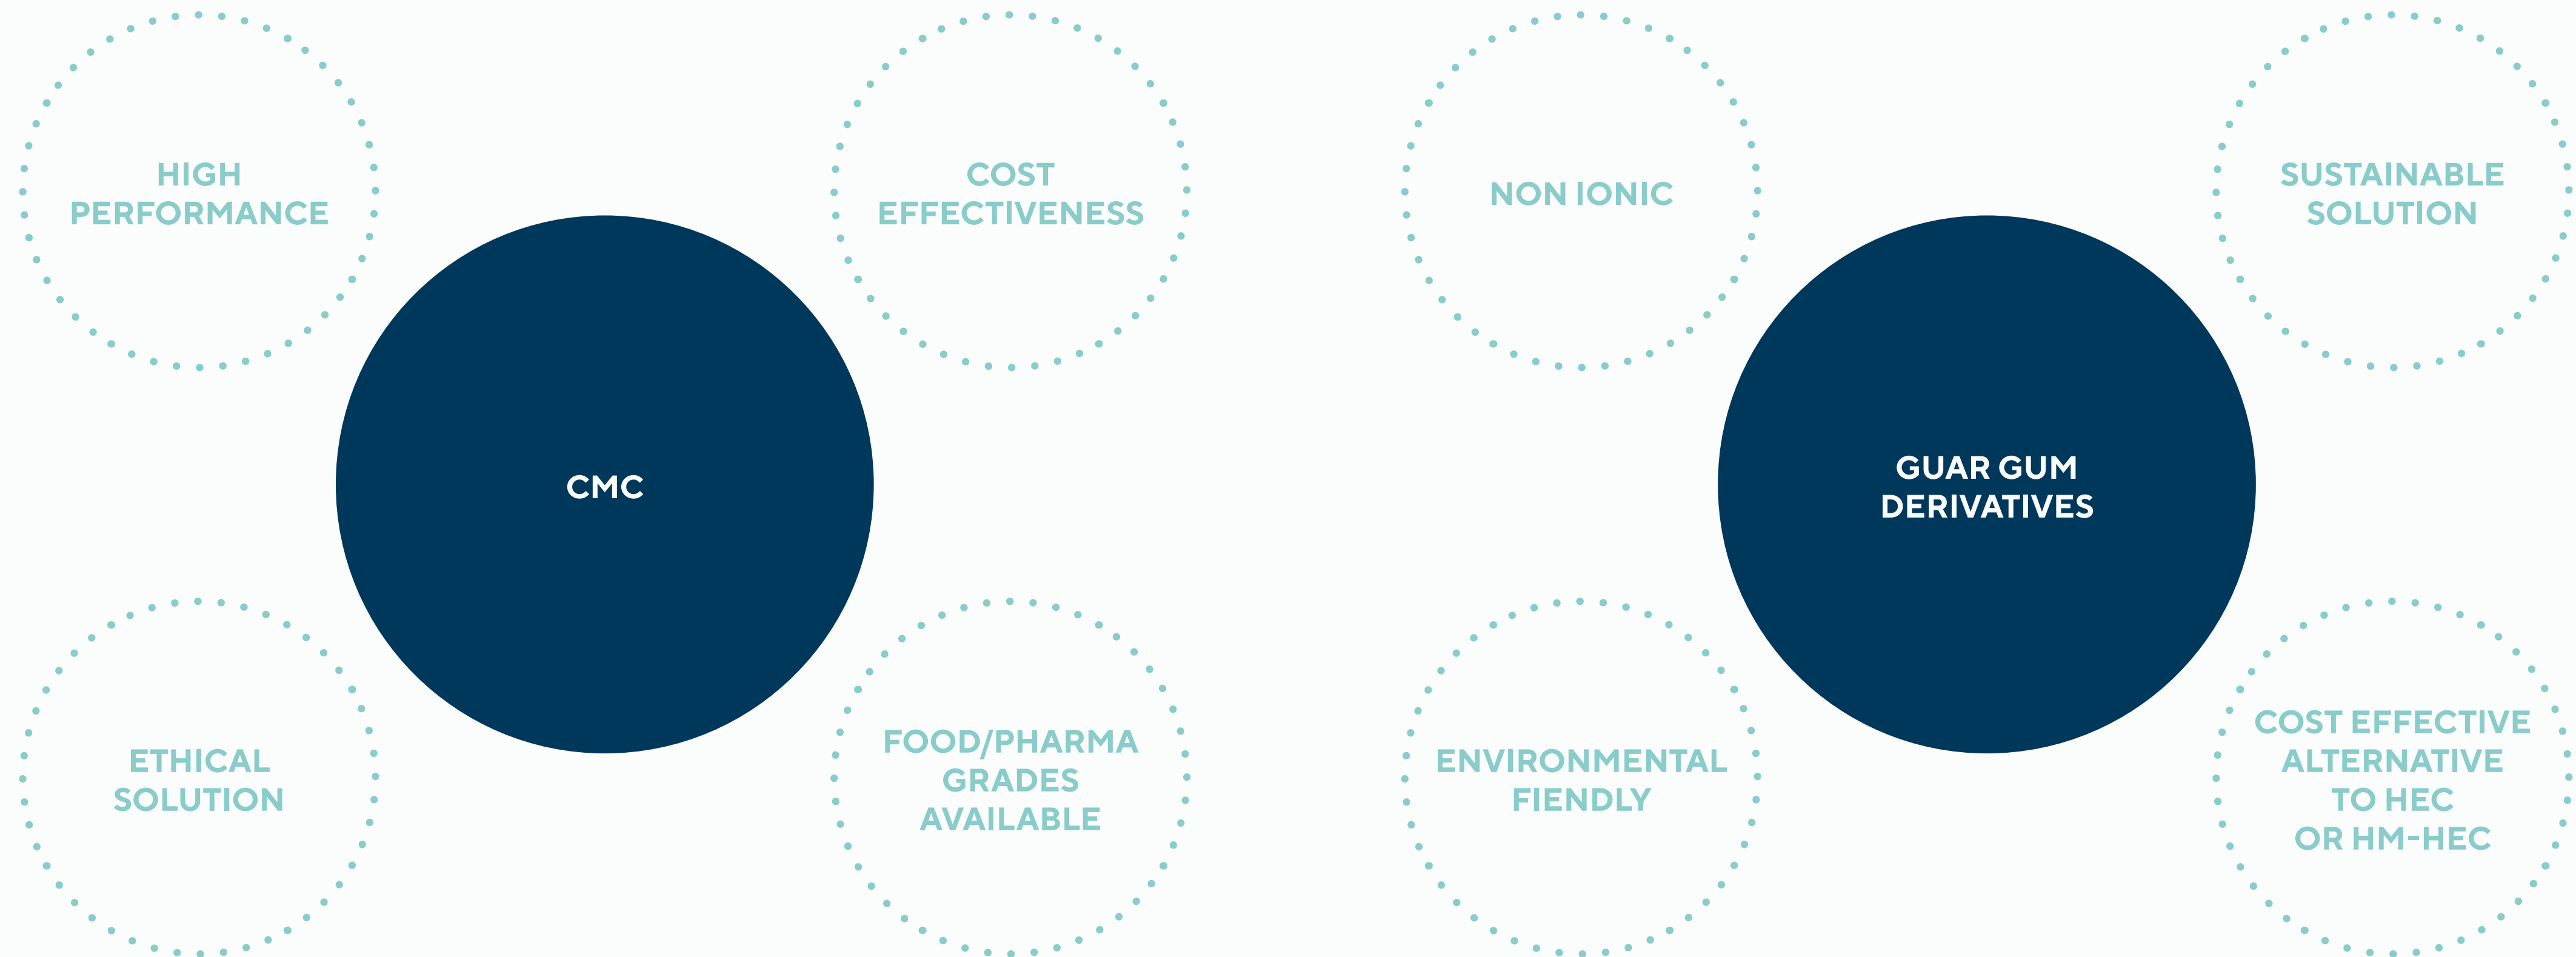 HIGH
PERFORMANCE
COST
EFFECTIVENESS
CMC
ETHICAL
SOLUTION
FOOD/PHARMA
GRADES
AVAILABLE
NON IONIC
SUSTAINABLE
SOLUTION
GUAR GUM
DERIVATIVES
ENVIRONMENTAL
FIENDLY
COST EFFECTIVE
ALTERNATIVE
TO HEC
OR HM-HEC